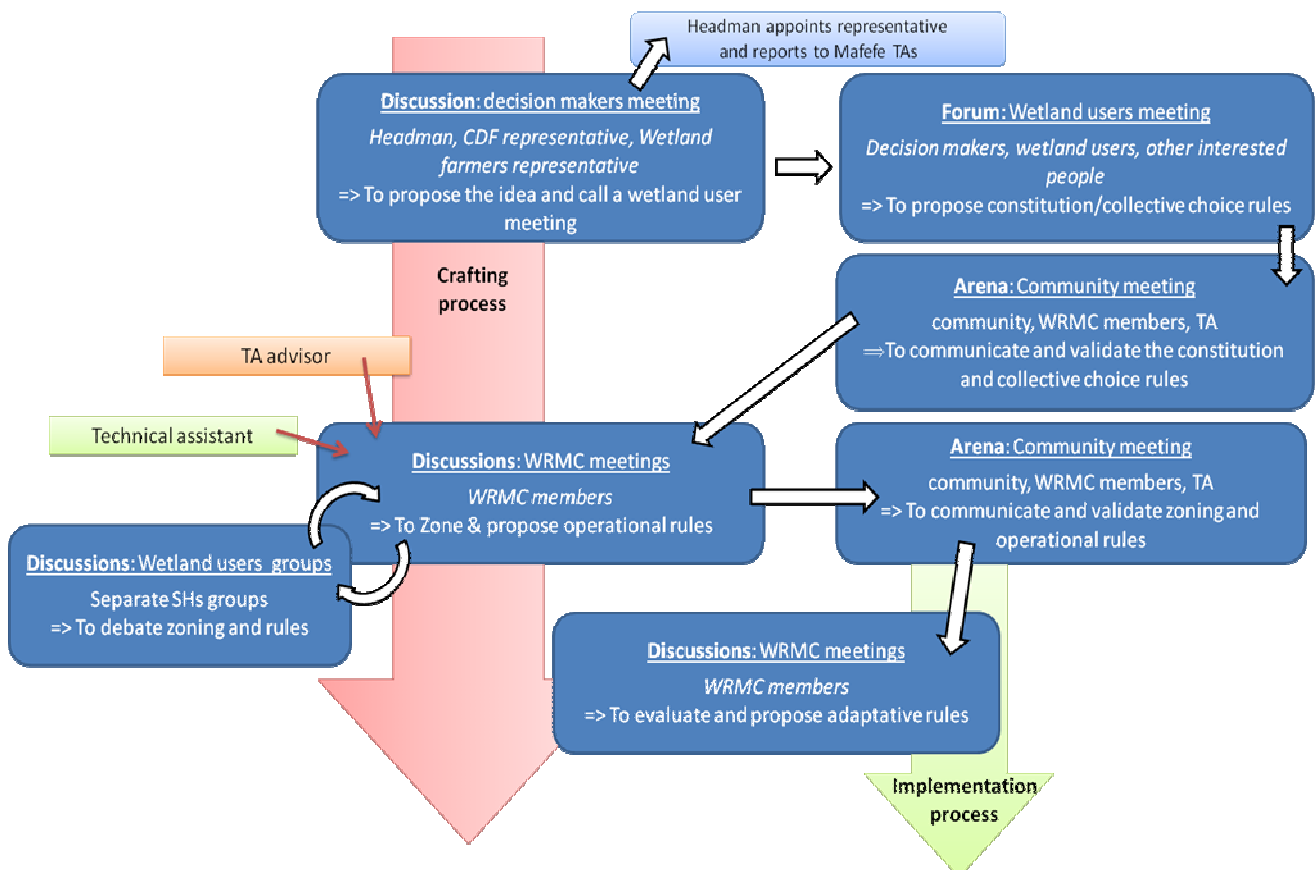 Headman appoints representative
and reports to Mafefe TAs
Discussion: decision makers meeting
Headman, CDF representative, Wetland
farmers representative
=> To propose the idea and call a wetland user
meeting
Forum: Wetland users meeting
Decision makers, wetland users, other interested
people
=> To propose constitution/collective choice rules
Crafting
process
Arena: Community meeting
community, WRMC members, TA
⇒To communicate and validate the constitution
and collective choice rules
TA advisor
Technical assistant
Discussions: WRMC meetings
WRMC members
=> To Zone & propose operational rules
Arena: Community meeting
community, WRMC members, TA
=> To communicate and validate zoning and
operational rules
Discussions: Wetland users groups
Separate SHs groups
=> To debate zoning and rules
Discussions: WRMC meetings
WRMC members
=> To evaluate and propose adaptative rules
Implementation
process